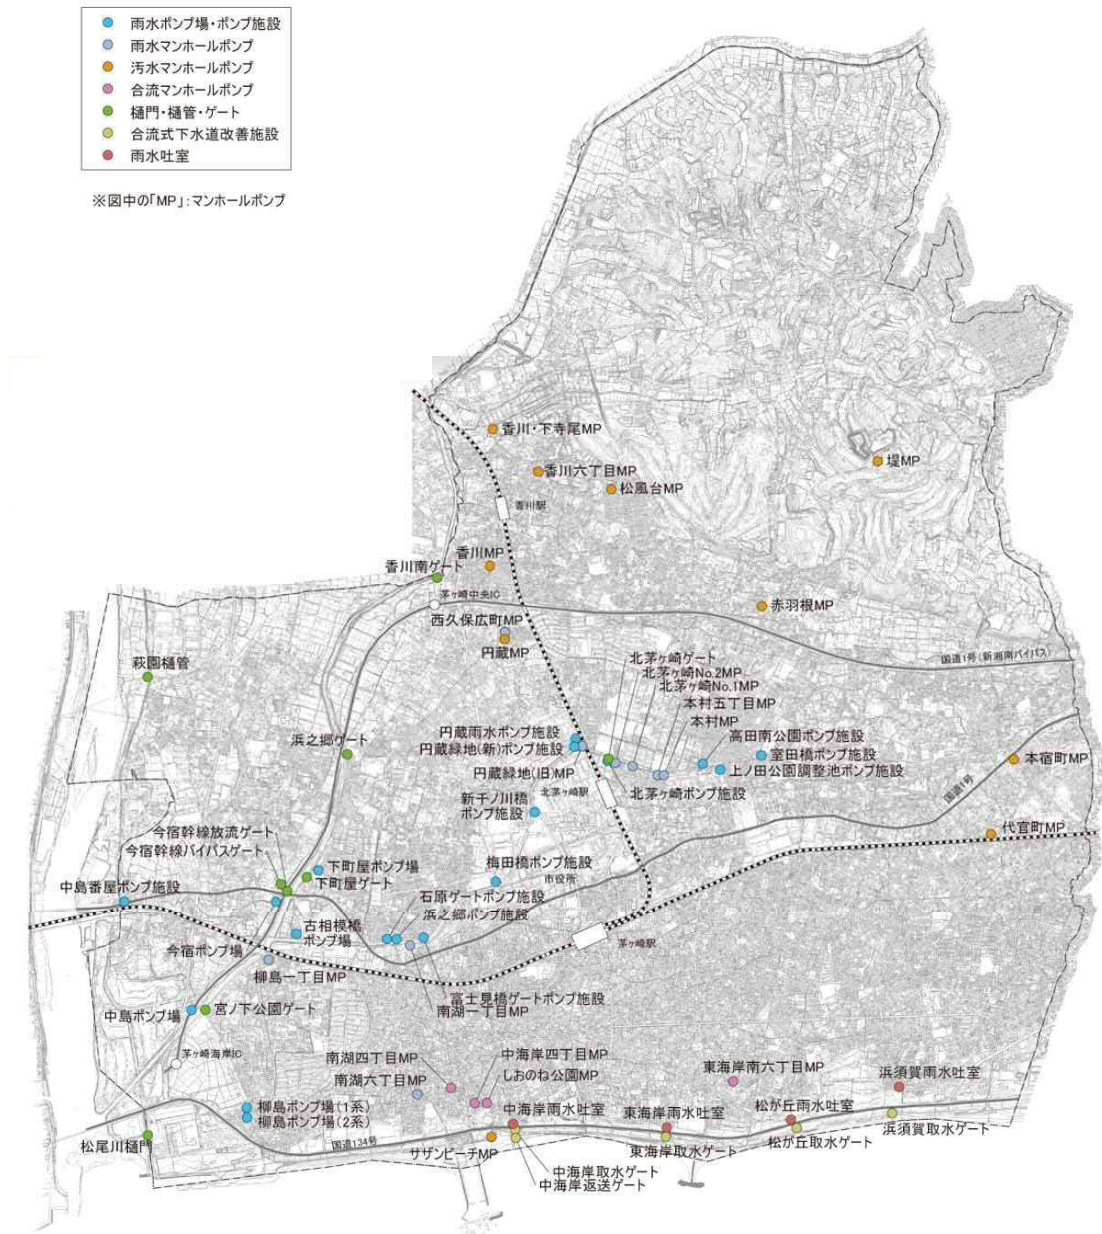 雨水ポンプ場・ポンプ施設
雨水マンホールポンプ
汚水マンホールポンプ
合流マンホールポンプ
樋門・樋管・ゲート
合流式下水道改善施設
雨水吐室
※図中の「MP」：マンホールポンプ
香川・下寺尾MP
堤MP
香川六丁目MP
松風台MP
香川駅
香川MP
香川南ゲート
茅ヶ崎中央IC
赤羽根MP
西久保広町MP
円蔵MP
国道1号（新湘南バイパス）
萩園樋管
北茅ヶ崎ゲート
北茅ヶ崎No.2MP
北茅ヶ崎No.1MP
本村五丁目MP
本村MP
円蔵雨水ポンプ施設
高田南公園ポンプ施設
浜之郷ゲート
円蔵緑地(新)ポンプ施設
室田橋ポンプ施設
本宿町MP
円蔵緑地(旧)MP
上ノ田公園調整池ポンプ施設
北茅ヶ崎駅
北茅ヶ崎ポンプ施設
国道1号
新千ノ川橋
ポンプ施設
代官町MP
今宿幹線放流ゲート
今宿幹線バイパスゲート
下町屋ポンプ場
梅田橋ポンプ施設
下町屋ゲート
市役所
中島番屋ポンプ施設
石原ゲートポンプ施設
浜之郷ポンプ施設
古相模橋
ポンプ場
今宿ポンプ場
茅ヶ崎駅
柳島一丁目MP
富士見橋ゲートポンプ施設
南湖一丁目MP
中島ポンプ場
宮ノ下公園ゲート
茅ヶ崎海岸IC
南湖四丁目MP
中海岸四丁目MP
東海岸南六丁目MP
しおのね公園MP
浜須賀雨水吐室
南湖六丁目MP
柳島ポンプ場(1系)
柳島ポンプ場(2系)
中海岸雨水吐室
東海岸雨水吐室
松が丘雨水吐室
浜須賀取水ゲート
松尾川樋門
国道134号
サザンビーチMP
東海岸取水ゲート
松が丘取水ゲート
中海岸取水ゲート
中海岸返送ゲート